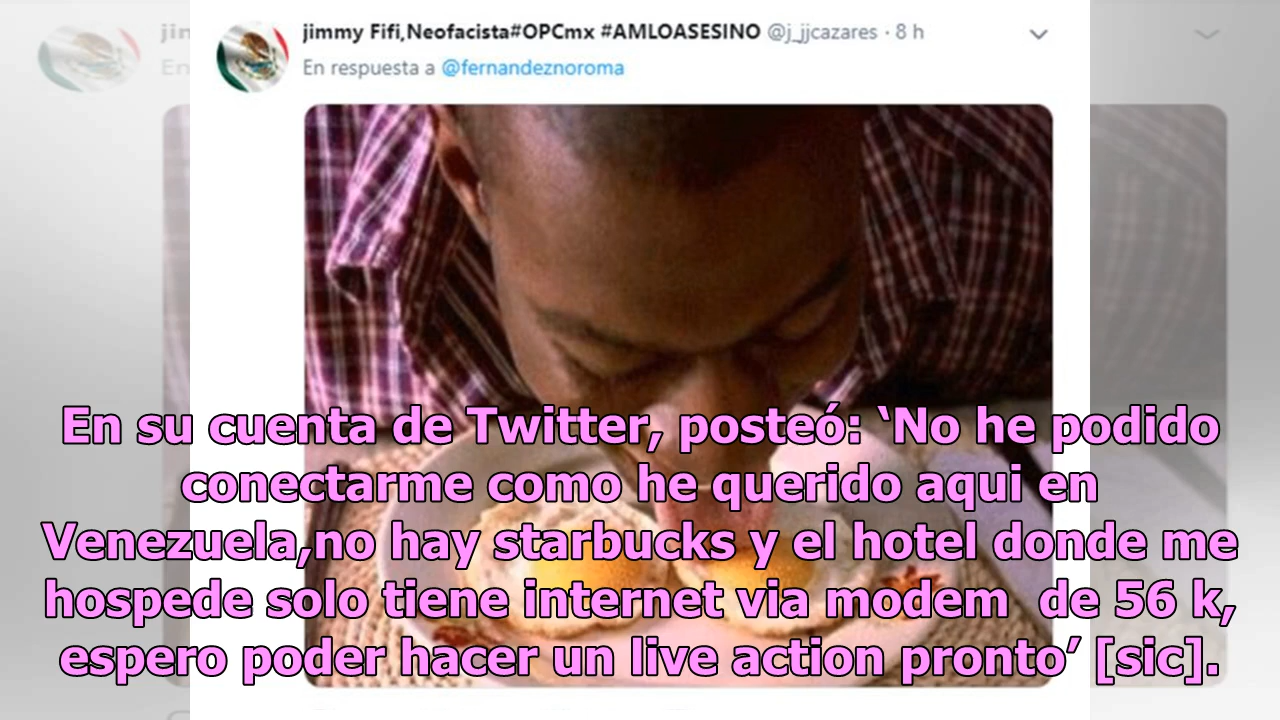 jimmy Fifi,Neofacista#OPCmx #AMLOASESINO @j_jjcazares · 8 h
En respuesta a @fernandeznoroma
En su cuenta de Twitter, posteó: ‘No he podido
conectarme como he querido aqui en
Venezuela,no hay starbucks y el hotel donde me
hospede solo tiene internet via modem de 56 k,
espero poder hacer un live action pronto’ [sic].